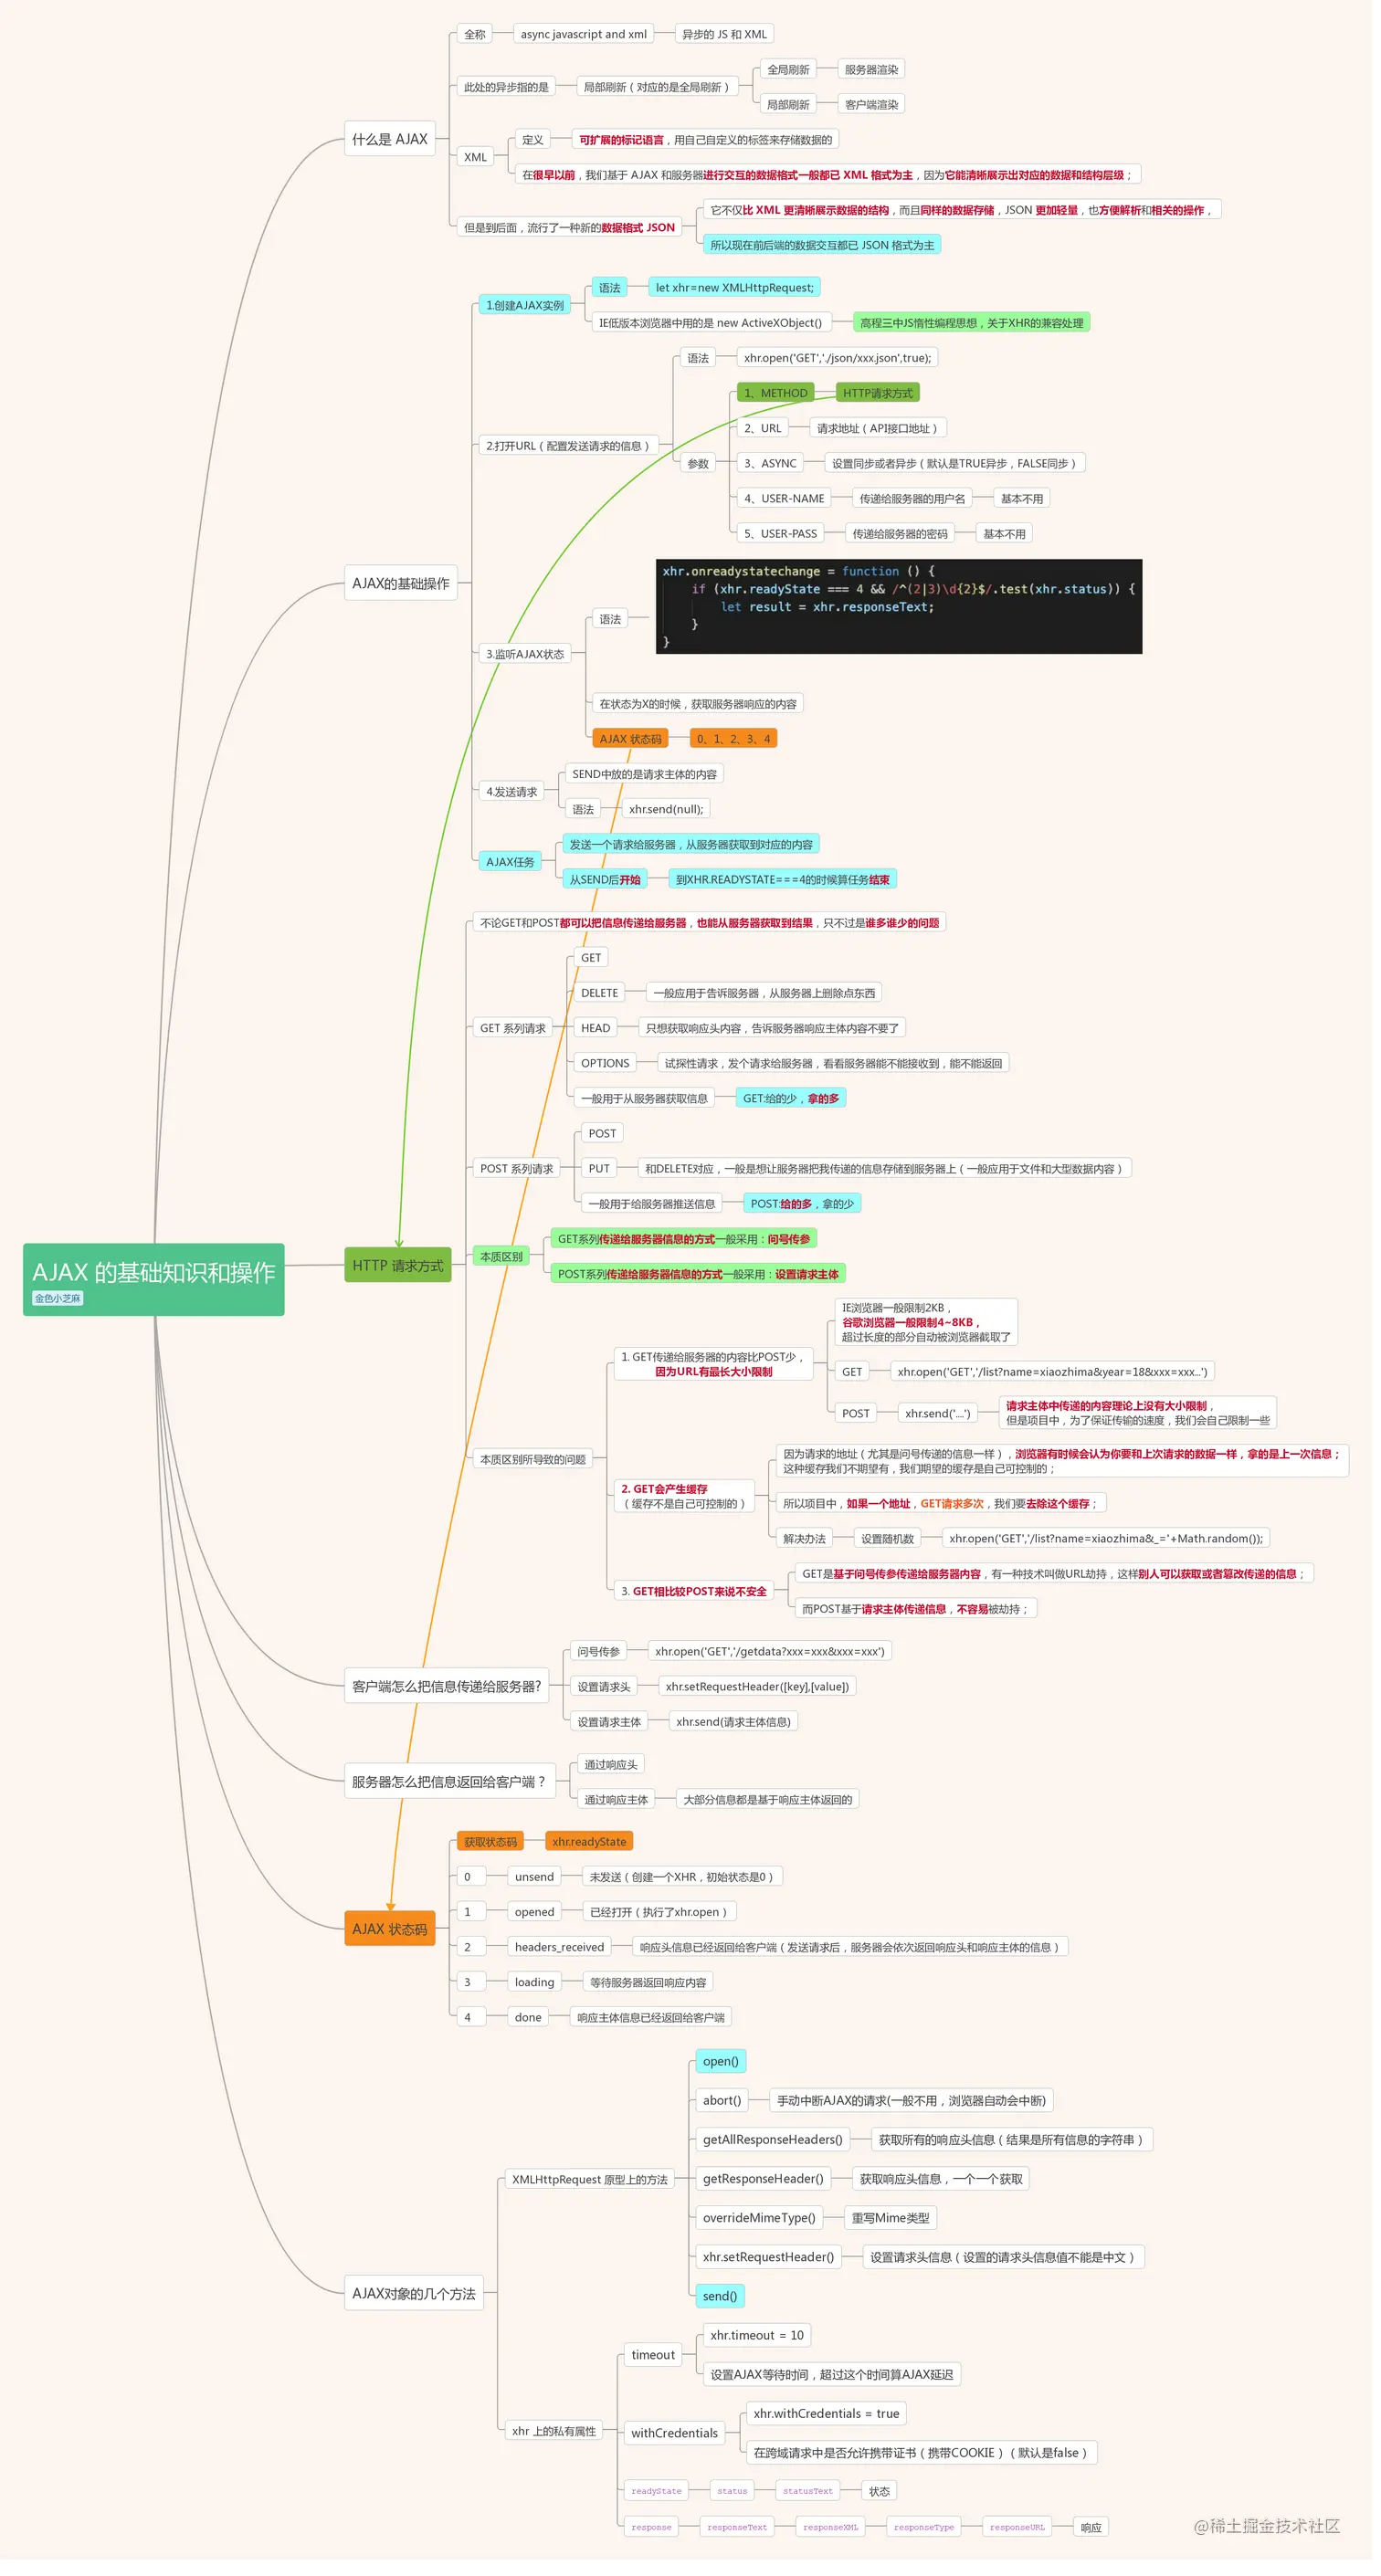 AJAX 的基础知识和操作
金色小芝麻
什么是 AJAX
全称
async javascript and xml
异步的 JS 和 XML
此处的异步指的是
局部刷新（对应的是全局刷新）
全局刷新
服务器渲染
局部刷新
客户端渲染
XML
定义
可扩展的标记语言，用自己自定义的标签来存储数据的
在很早以前，我们基于 AJAX 和服务器进行交互的数据格式一般都已 XML 格式为主，因为它能清晰展示出对应的数据和结构层级；
但是到后面，流行了一种新的数据格式 JSON
它不仅比 XML 更清晰展示数据的结构，而且同样的数据存储，JSON 更加轻量，也方便解析和相关的操作，
所以现在前后端的数据交互都已 JSON 格式为主
AJAX的基础操作
1.创建AJAX实例
语法
let xhr=new XMLHttpRequest;
IE低版本浏览器中用的是 new ActiveXObject()
高程三中JS惰性编程思想，关于XHR的兼容处理
2.打开URL（配置发送请求的信息）
语法
xhr.open('GET','./json/xxx.json',true);
参数
1、METHOD
HTTP请求方式
2、URL
请求地址（API接口地址）
3、ASYNC
设置同步或者异步（默认是TRUE异步，FALSE同步）
4、USER-NAME
传递给服务器的用户名
基本不用
5、USER-PASS
传递给服务器的密码
基本不用
3.监听AJAX状态
语法
xhr.onreadystatechange = function () {
if (xhr.readyState === 4 && /^(2|3)\d{2}$/.test(xhr.status)) {
let result = xhr.responseText;
}
}
在状态为X的时候，获取服务器响应的内容
AJAX 状态码
0、1、2、3、4
4.发送请求
SEND中放的是请求主体的内容
语法
xhr.send(null);
AJAX任务
发送一个请求给服务器，从服务器获取到对应的内容
从SEND后开始
到XHR.READYSTATE===4的时候算任务结束
HTTP 请求方式
不论GET和POST都可以把信息传递给服务器，也能从服务器获取到结果，只不过是谁多谁少的问题
GET 系列请求
GET
DELETE
一般应用于告诉服务器，从服务器上删除点东西
HEAD
只想获取响应头内容，告诉服务器响应主体内容不要了
OPTIONS
试探性请求，发个请求给服务器，看看服务器能不能接收到，能不能返回
一般用于从服务器获取信息
GET:给的少，拿的多
POST 系列请求
POST
PUT
和DELETE对应，一般是想让服务器把我传递的信息存储到服务器上（一般应用于文件和大型数据内容）
一般用于给服务器推送信息
POST:给的多，拿的少
本质区别
GET系列传递给服务器信息的方式一般采用：问号传参
POST系列传递给服务器信息的方式一般采用：设置请求主体
本质区别所导致的问题
1. GET传递给服务器的内容比POST少，
因为URL有最长大小限制
IE浏览器一般限制2KB，
谷歌浏览器一般限制4~8KB，
超过长度的部分自动被浏览器截取了
GET
xhr.open('GET','/list?name=xiaozhima&year=18&xxx=xxx...')
POST
xhr.send('....')
请求主体中传递的内容理论上没有大小限制，
但是项目中，为了保证传输的速度，我们会自己限制一些
2. GET会产生缓存
（缓存不是自己可控制的）
因为请求的地址（尤其是问号传递的信息一样），浏览器有时候会认为你要和上次请求的数据一样，拿的是上一次信息；
这种缓存我们不期望有，我们期望的缓存是自己可控制的；
所以项目中，如果一个地址，GET请求多次，我们要去除这个缓存；
解决办法
设置随机数
xhr.open('GET','/list?name=xiaozhima&_='+Math.random());
3. GET相比较POST来说不安全
GET是基于问号传参传递给服务器内容，有一种技术叫做URL劫持，这样别人可以获取或者篡改传递的信息；
而POST基于请求主体传递信息，不容易被劫持；
客户端怎么把信息传递给服务器?
问号传参
xhr.open('GET','/getdata?xxx=xxx&xxx=xxx')
设置请求头
xhr.setRequestHeader([key],[value])
设置请求主体
xhr.send(请求主体信息)
服务器怎么把信息返回给客户端？
通过响应头
通过响应主体
大部分信息都是基于响应主体返回的
AJAX 状态码
获取状态码
xhr.readyState
0
unsend
未发送（创建一个XHR，初始状态是0）
1
opened
已经打开（执行了xhr.open）
2
headers_received
响应头信息已经返回给客户端（发送请求后，服务器会依次返回响应头和响应主体的信息）
3
loading
等待服务器返回响应内容
4
done
响应主体信息已经返回给客户端
AJAX对象的几个方法
XMLHttpRequest 原型上的方法
open()
abort()
手动中断AJAX的请求(一般不用，浏览器自动会中断)
getAllResponseHeaders()
获取所有的响应头信息（结果是所有信息的字符串）
getResponseHeader()
获取响应头信息，一个一个获取
overrideMimeType()
重写Mime类型
xhr.setRequestHeader()
设置请求头信息（设置的请求头信息值不能是中文）
send()
xhr 上的私有属性
timeout
xhr.timeout = 10
设置AJAX等待时间，超过这个时间算AJAX延迟
withCredentials
xhr.withCredentials = true
在跨域请求中是否允许携带证书（携带COOKIE）（默认是false）
readyState
status
statusText
状态
response
responseText
responseXML
responseType
responseURL
响应
@稀土掘金技术社区